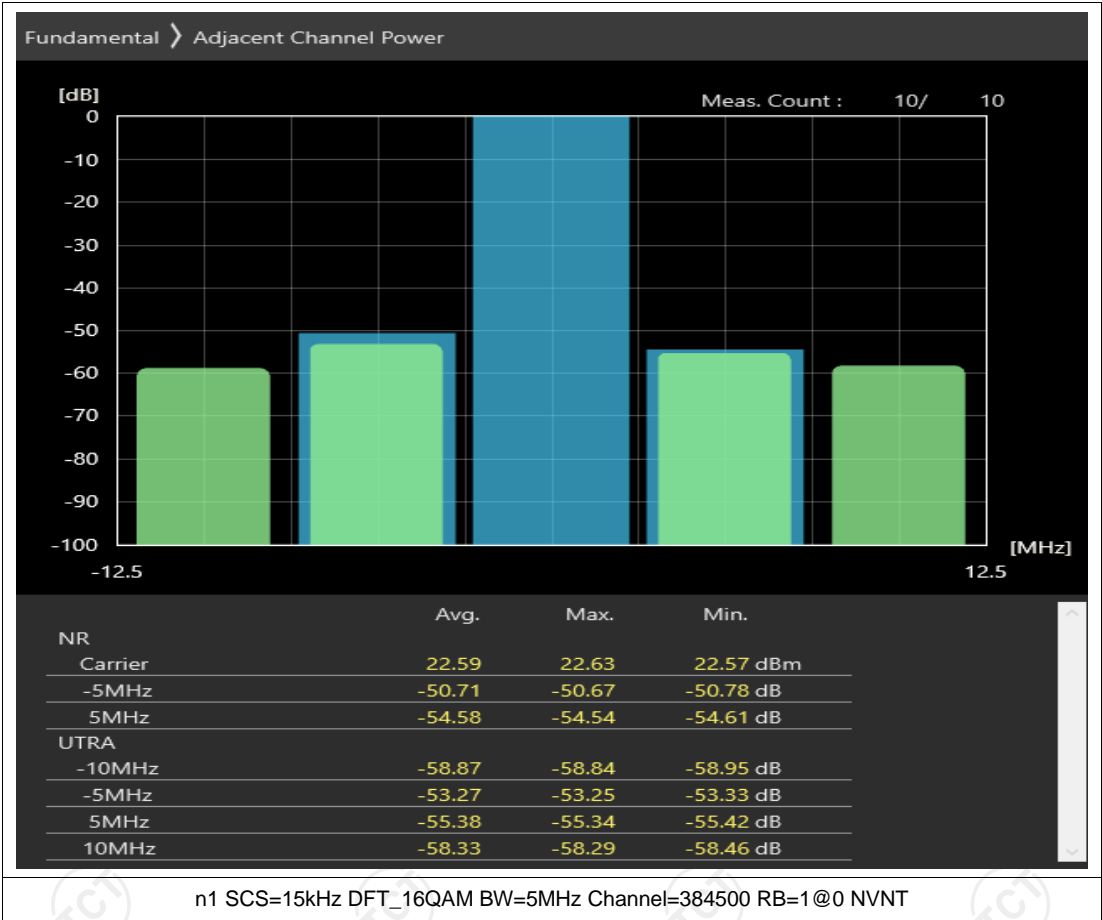 Fundamental 〉 Adjacent Channel Power
[dB]
Meas. Count : 10/ 10
0
-10
-20
-30
-40
-50
-60
-70
-80
-90
-100
[MHz]
-12.5 12.5
Avg. Max. Min.
NR
Carrier 22.59 22.63 22.57 dBm
-5MHz -50.71 -50.67 -50.78 dB
5MHz -54.58 -54.54 -54.61 dB
UTRA
-10MHz -58.87 -58.84 -58.95 dB
-5MHz -53.27 -53.25 -53.33 dB
5MHz -55.38 -55.34 -55.42 dB
10MHz -58.33 -58.29 -58.46 dB
n1 SCS=15kHz DFT_16QAM BW=5MHz Channel=384500 RB=1@0 NVNT
TCT TCT TCT TCT